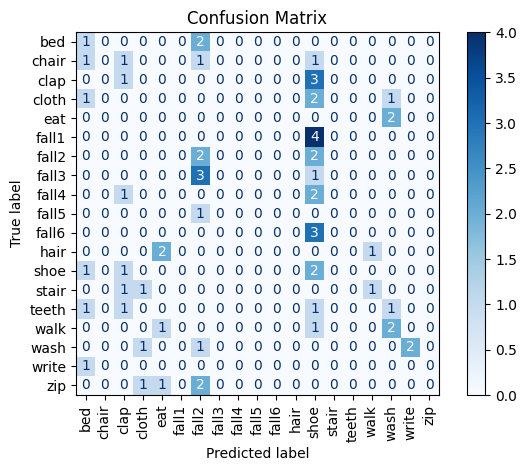 Confusion Matrix
bed 1 0 0 0 0 0 2 0 0 0 0 0 0 0 0 0 0 0 0
chair 1 0 1 0 0 0 1 0 0 0 0 0 1 0 0 0 0 0 0
clap 0 0 1 0 0 0 0 0 0 0 0 0 3 0 0 0 0 0 0
cloth 1 0 0 0 0 0 0 0 0 0 0 0 2 0 0 0 1 0 0
eat 0 0 0 0 0 0 0 0 0 0 0 0 0 0 0 0 2 0 0
fall1 0 0 0 0 0 0 0 0 0 0 0 0 4 0 0 0 0 0 0
fall2 0 0 0 0 0 0 2 0 0 0 0 0 2 0 0 0 0 0 0
fall3 0 0 0 0 0 0 3 0 0 0 0 0 1 0 0 0 0 0 0
fall4 0 0 1 0 0 0 0 0 0 0 0 0 2 0 0 0 0 0 0
fall5 0 0 0 0 0 0 1 0 0 0 0 0 0 0 0 0 0 0 0
fall6 0 0 0 0 0 0 0 0 0 0 0 0 3 0 0 0 0 0 0
hair 0 0 0 0 2 0 0 0 0 0 0 0 0 0 0 1 0 0 0
shoe 1 0 1 0 0 0 0 0 0 0 0 0 2 0 0 0 0 0 0
stair 0 0 1 1 0 0 0 0 0 0 0 0 0 0 0 1 0 0 0
teeth 1 0 1 0 0 0 0 0 0 0 0 0 1 0 0 0 1 0 0
walk 0 0 0 0 1 0 0 0 0 0 0 0 1 0 0 0 2 0 0
wash 0 0 0 1 0 0 1 0 0 0 0 0 0 0 0 0 0 2 0
write 1 0 0 0 0 0 0 0 0 0 0 0 0 0 0 0 0 0 0
zip 0 0 0 1 1 0 2 0 0 0 0 0 0 0 0 0 0 0 0
bed chair clap cloth eat fall1 fall2 fall3 fall4 fall5 fall6 hair shoe stair teeth walk wash write zip
Predicted label
True label
4.0
3.5
3.0
2.5
2.0
1.5
1.0
0.5
0.0